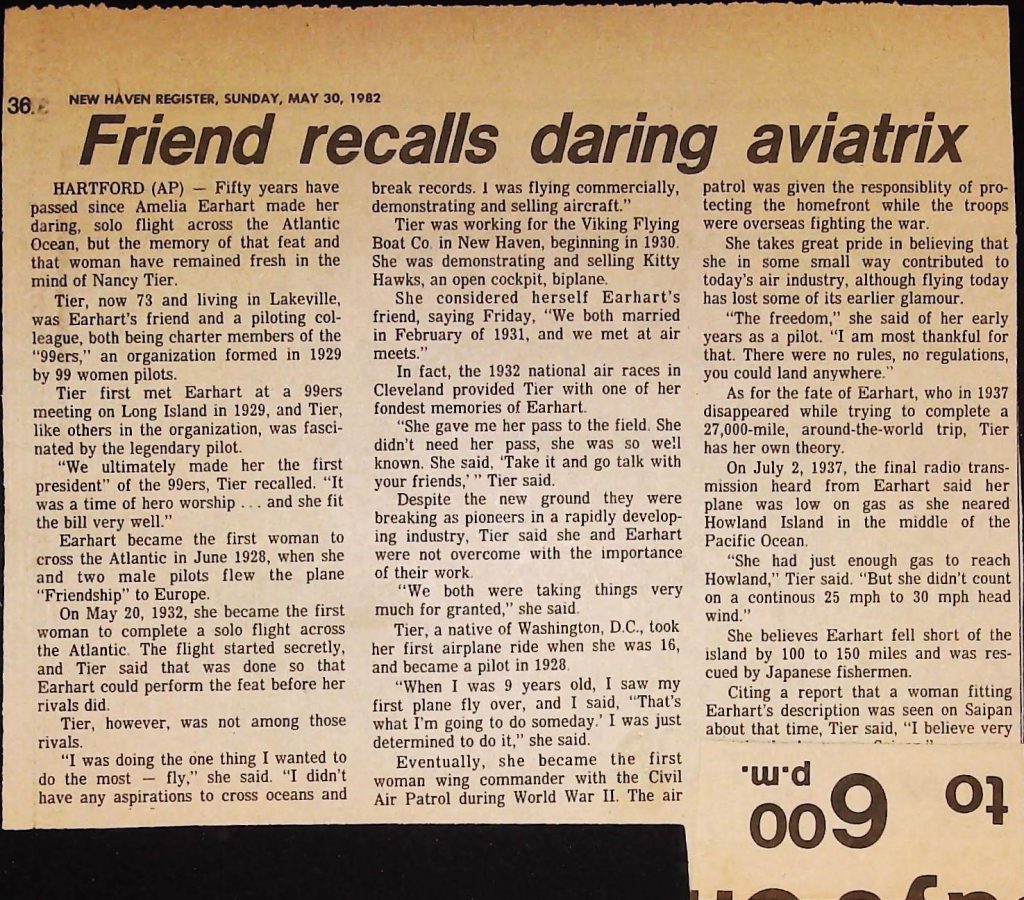 36
NEW HAVEN REGISTER, SUNDAY, MAY 30, 1982
Friend recalls daring aviatrix
HARTFORD (AP) — Fifty years have
passed since Amelia Earhart made her
daring, solo flight across the Atlantic
Ocean, but the memory of that feat and
that woman have remained fresh in the
mind of Nancy Tier.
Tier, now 73 and living in Lakeville,
was Earhart's friend and a piloting col-
league, both being charter members of the
"99ers," an organization formed in 1929
by 99 women pilots.
Tier first met Earhart at a 99ers
meeting on Long Island in 1929, and Tier,
like others in the organization, was fasci-
nated by the legendary pilot.
"We ultimately made her the first
president" of the 99ers, Tier recalled. "It
was a time of hero worship . . . and she fit
the bill very well."
Earhart became the first woman to
cross the Atlantic in June 1928, when she
and two male pilots flew the plane
"Friendship" to Europe.
On May 20, 1932, she became the first
woman to complete a solo flight across
the Atlantic. The flight started secretly,
and Tier said that was done so that
Earhart could perform the feat before her
rivals did.
Tier, however, was not among those
rivals.
"I was doing the one thing I wanted to
do the most — fly," she said. "I didn't
have any aspirations to cross oceans and
break records. I was flying commercially,
demonstrating and selling aircraft."
Tier was working for the Viking Flying
Boat Co. in New Haven, beginning in 1930.
She was demonstrating and selling Kitty
Hawks, an open cockpit, biplane.
She considered herself Earhart's
friend, saying Friday, "We both married
in February of 1931, and we met at air
meets."
In fact, the 1932 national air races in
Cleveland provided Tier with one of her
fondest memories of Earhart.
"She gave me her pass to the field. She
didn't need her pass, she was so well
known. She said, 'Take it and go talk with
your friends,' " Tier said.
Despite the new ground they were
breaking as pioneers in a rapidly develop-
ing industry, Tier said she and Earhart
were not overcome with the importance
of their work.
"We both were taking things very
much for granted," she said.
Tier, a native of Washington, D.C., took
her first airplane ride when she was 16,
and became a pilot in 1928.
"When I was 9 years old, I saw my
first plane fly over, and I said, "That's
what I'm going to do someday.' I was just
determined to do it," she said.
Eventually, she became the first
woman wing commander with the Civil
Air Patrol during World War II. The air
patrol was given the responsiblity of pro-
tecting the homefront while the troops
were overseas fighting the war.
She takes great pride in believing that
she in some small way contributed to
today's air industry, although flying today
has lost some of its earlier glamour.
"The freedom," she said of her early
years as a pilot. "I am most thankful for
that. There were no rules, no regulations,
you could land anywhere."
As for the fate of Earhart, who in 1937
disappeared while trying to complete a
27,000-mile, around-the-world trip, Tier
has her own theory.
On July 2, 1937, the final radio trans-
mission heard from Earhart said her
plane was low on gas as she neared
Howland Island in the middle of the
Pacific Ocean.
"She had just enough gas to reach
Howland," Tier said. "But she didn't count
on a continous 25 mph to 30 mph head
wind."
She believes Earhart fell short of the
island by 100 to 150 miles and was res-
cued by Japanese fishermen.
Citing a report that a woman fitting
Earhart's description was seen on Saipan
about that time, Tier said, "I believe very
to 600 p.m.